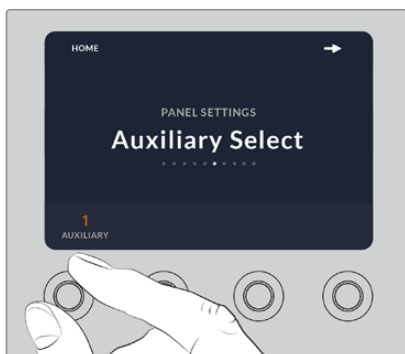 HOME
PANEL SETTINGS
Auxiliary Select
1
AUXILIARY